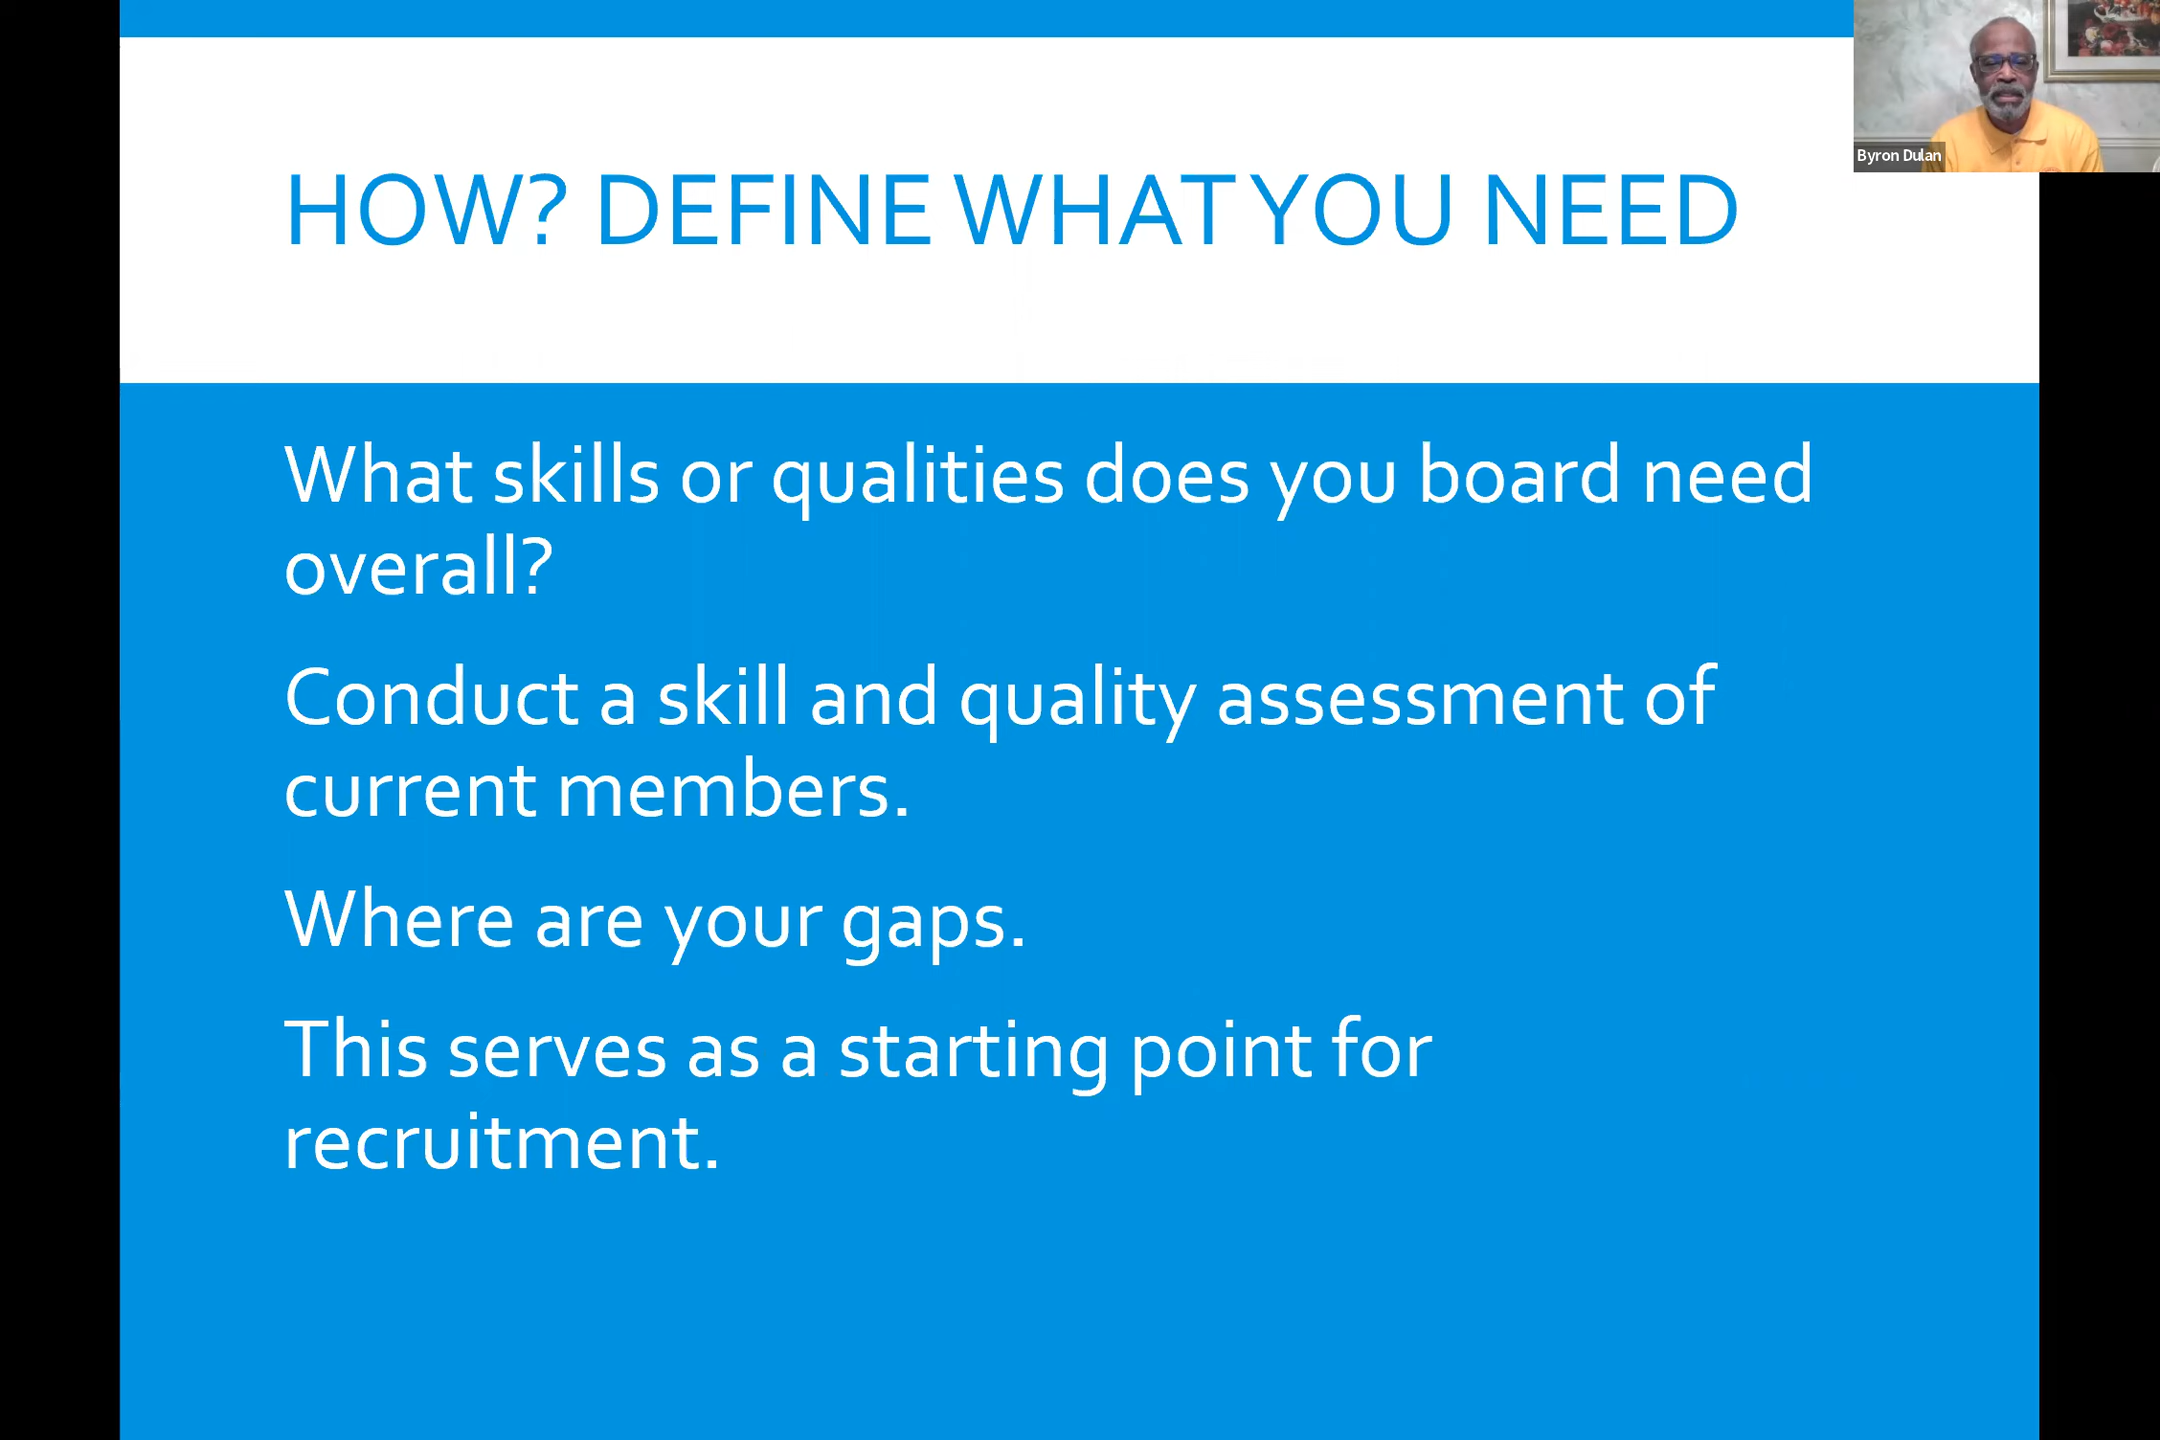 HOW? DEFINE WHAT YOU NEED
Byron Dulan
What skills or qualities does you board need
overall?
Conduct a skill and quality assessment of
current members.
Where are your gaps.
This serves as a starting point for
recruitment.